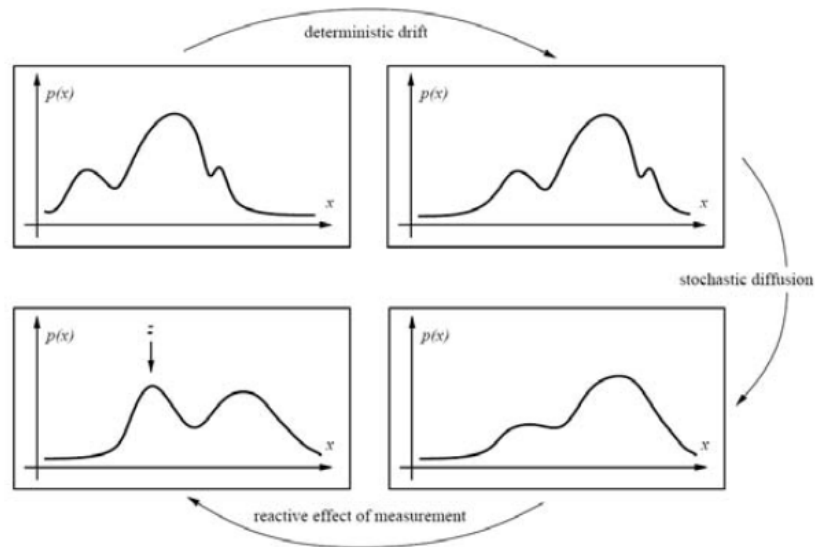 deterministic drift
p(x)
x
p(x)
x
stochastic diffusion
p(x)
z
x
p(x)
x
reactive effect of measurement